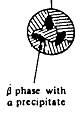 β phase with
α precipitate